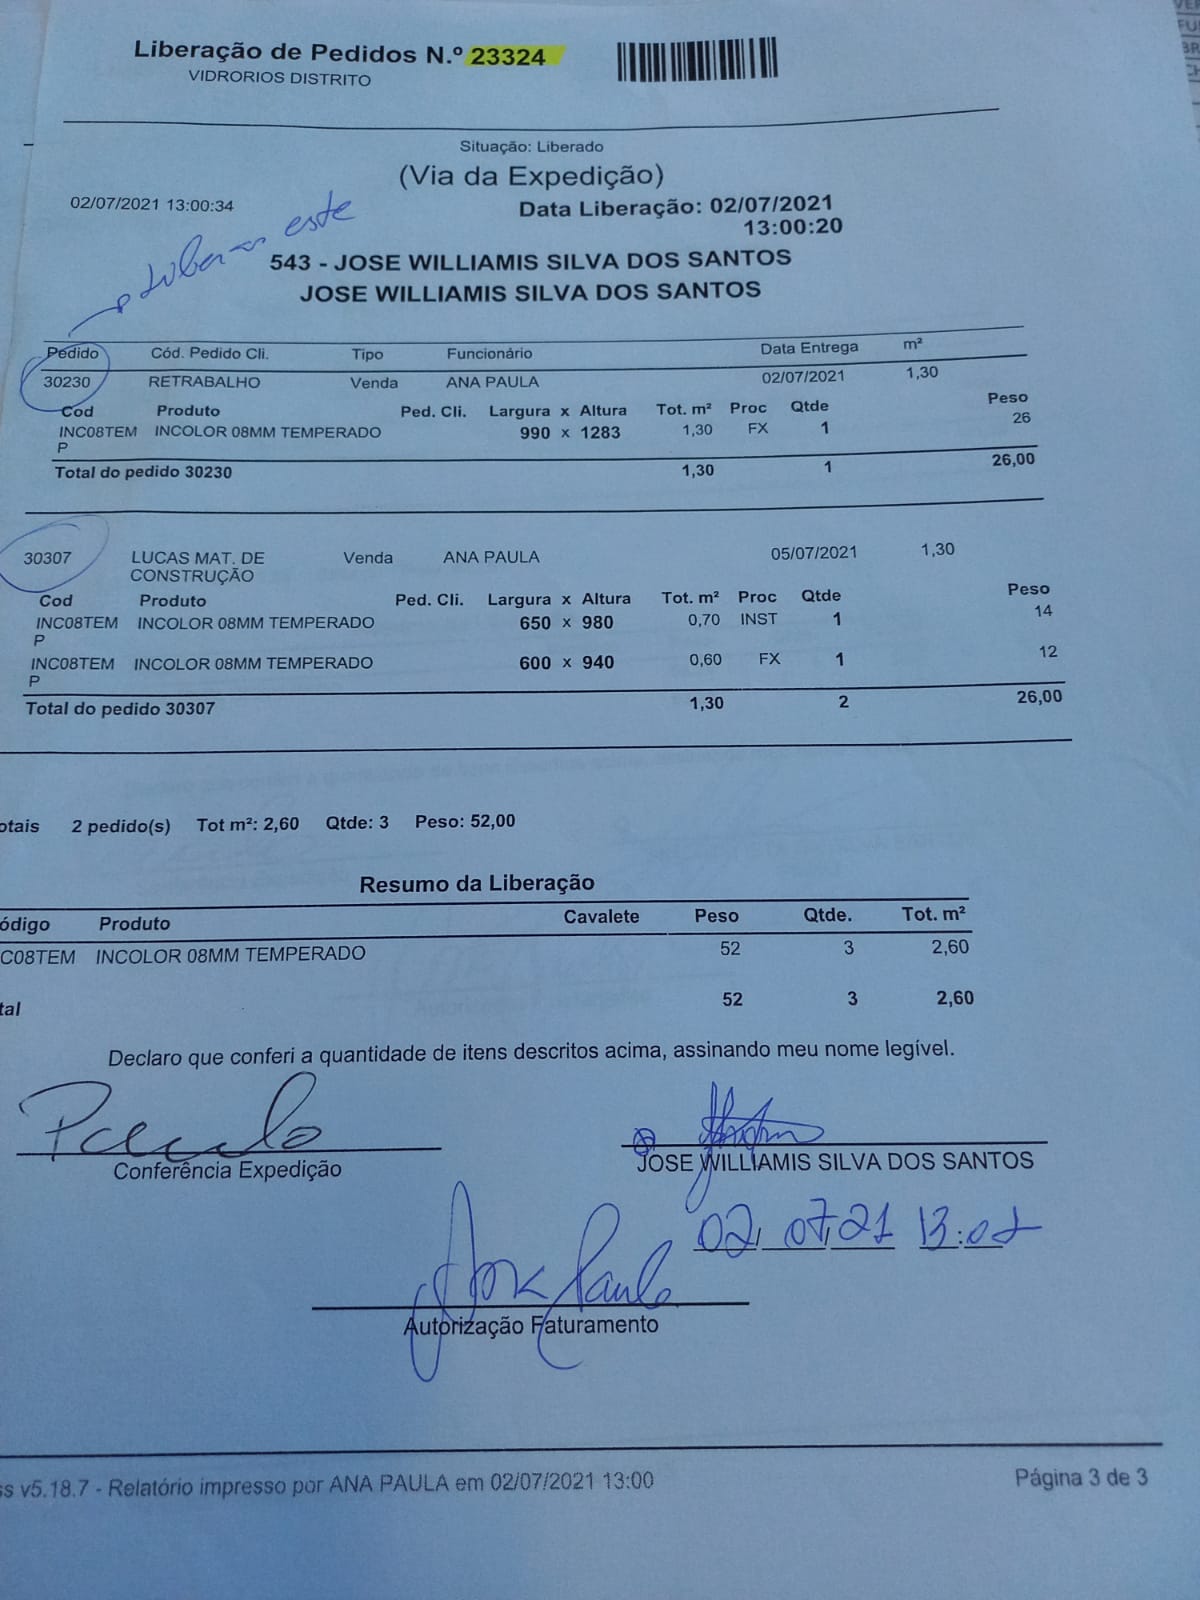 Liberação de Pedidos N.º 23324
VIDRORIOS DISTRITO
Situação: Liberado
(Via da Expedição)
02/07/2021 13:00:34
Data Liberação: 02/07/2021
13:00:20
este
543 - JOSE WILLIAMIS SILVA DOS SANTOS
JOSE WILLIAMIS SILVA DOS SANTOS
Pedido Cód. Pedido Cli. Tipo Funcionário Data Entrega m²
30230 RETRABALHO Venda ANA PAULA 02/07/2021 1,30
Cod Produto Ped. Cli. Largura x Altura Tot. m² Proc Qtde Peso
INC08TEM INCOLOR 08MM TEMPERADO 990 x 1283 1,30 FX 1 26
P
Total do pedido 30230 1,30 1 26,00
30307 LUCAS MAT. DE Venda ANA PAULA 05/07/2021 1,30
CONSTRUÇÃO
Cod Produto Ped. Cli. Largura x Altura Tot. m² Proc Qtde Peso
INC08TEM INCOLOR 08MM TEMPERADO 650 x 980 0,70 INST 1 14
P
INC08TEM INCOLOR 08MM TEMPERADO 600 x 940 0,60 FX 1 12
P
Total do pedido 30307 1,30 2 26,00
otais 2 pedido(s) Tot m²: 2,60 Qtde: 3 Peso: 52,00
Resumo da Liberação
ódigo Produto Cavalete Peso Qtde. Tot. m²
C08TEM INCOLOR 08MM TEMPERADO 52 3 2,60
tal 52 3 2,60
Declaro que conferi a quantidade de itens descritos acima, assinando meu nome legível.
Conferência Expedição
JOSE WILLIAMIS SILVA DOS SANTOS
02/07/21 13:
Ana Paula
Autorização Faturamento
ss v5.18.7 - Relatório impresso por ANA PAULA em 02/07/2021 13:00
Página 3 de 3